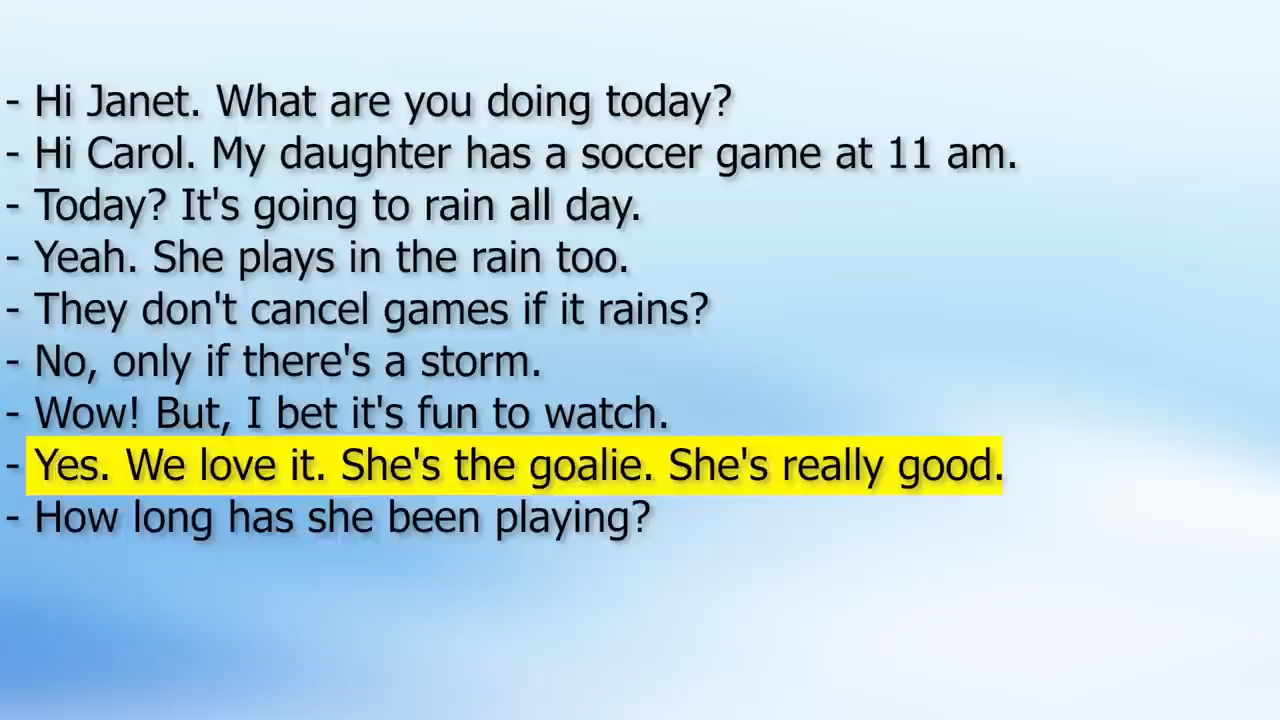 - Hi Janet. What are you doing today?
- Hi Carol. My daughter has a soccer game at 11 am.
- Today? It's going to rain all day.
- Yeah. She plays in the rain too.
- They don't cancel games if it rains?
- No, only if there's a storm.
- Wow! But, I bet it's fun to watch.
- Yes. We love it. She's the goalie. She's really good.
- How long has she been playing?